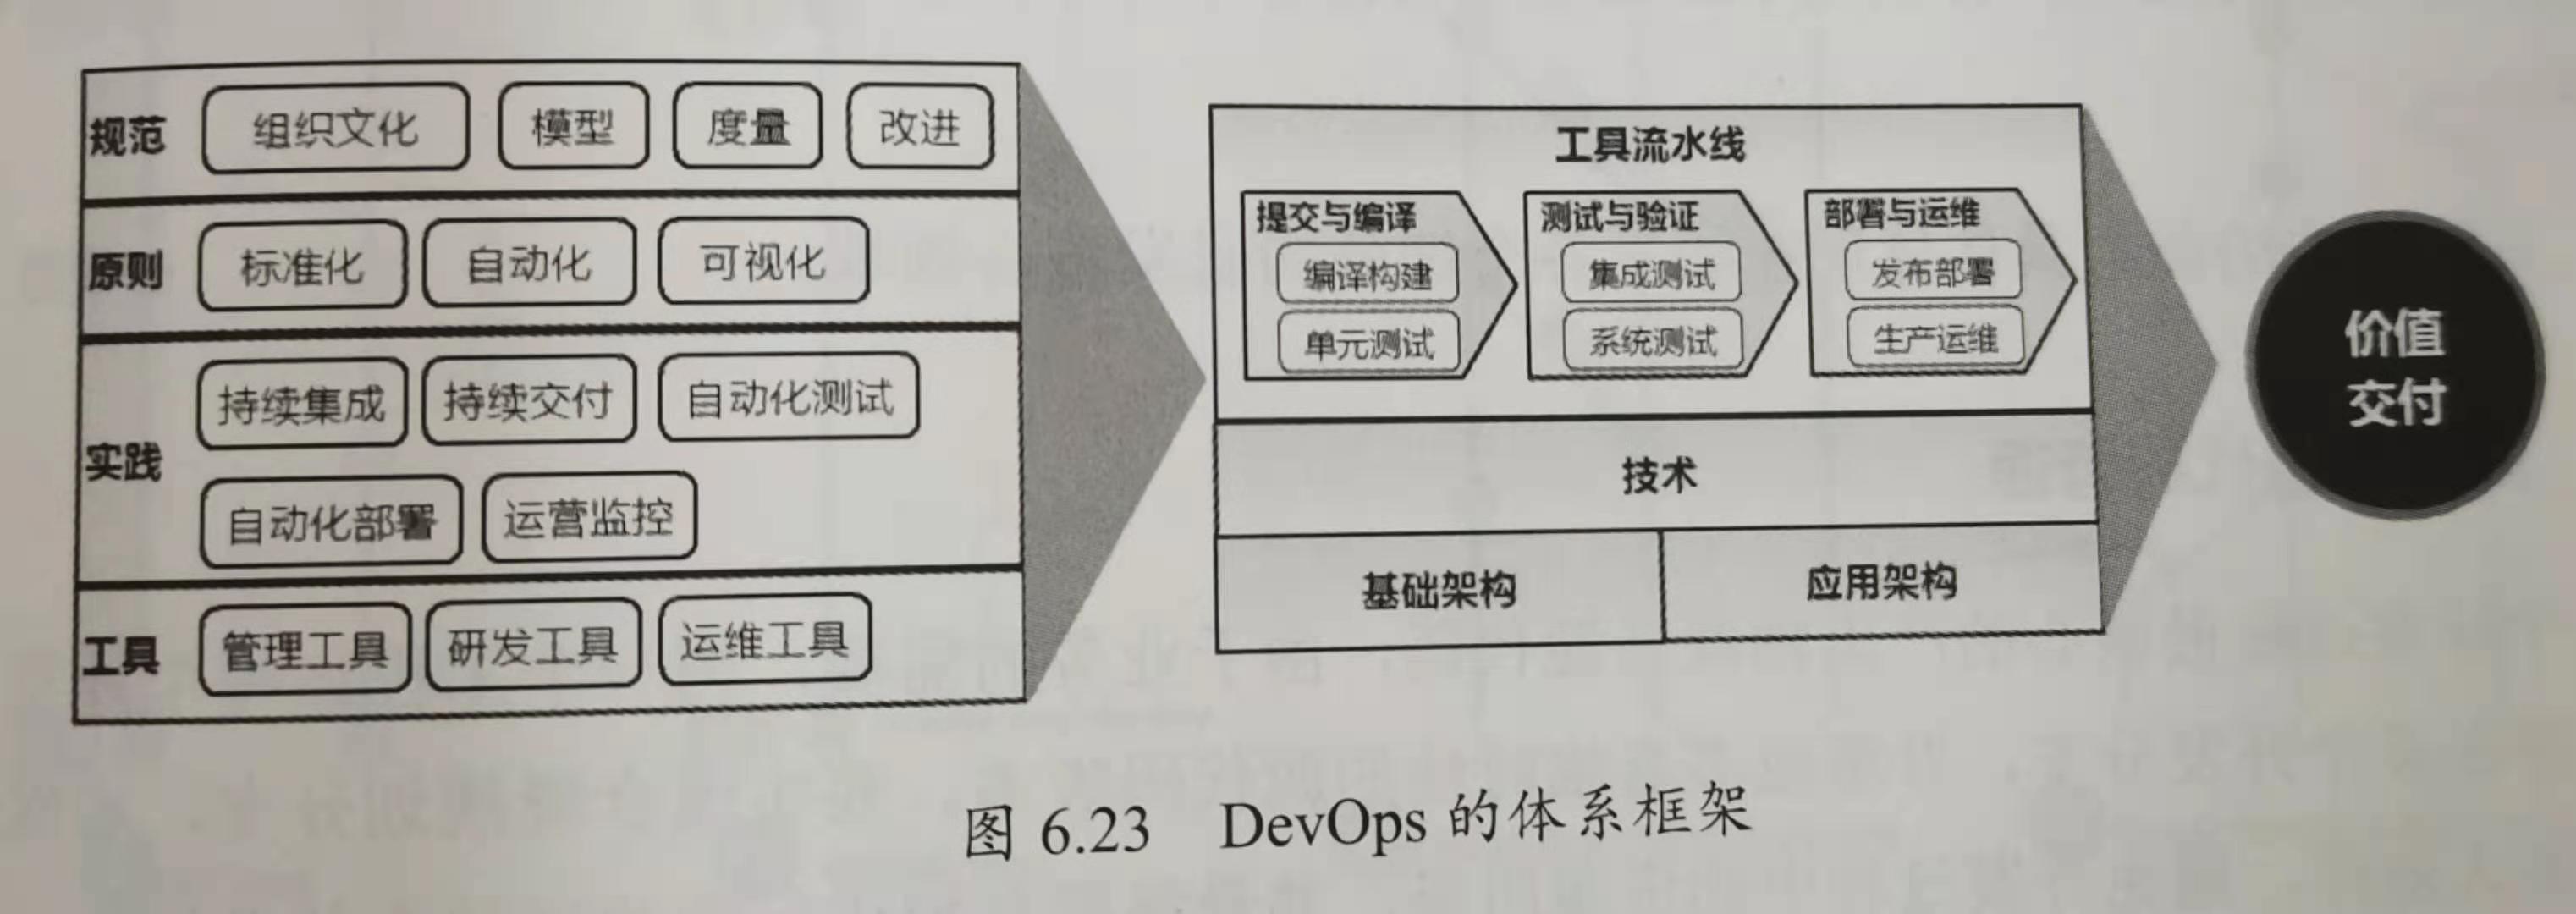 规范 组织文化 模型 度量 改进
原则 标准化 自动化 可视化
实践 持续集成 持续交付 自动化测试
自动化部署 运营监控
工具 管理工具 研发工具 运维工具
工具流水线
提交与编译 测试与验证 部署与运维
编译构建 集成测试 发布部署
单元测试 系统测试 生产运维
技术
基础架构 应用架构
价值
交付
图 6.23 DevOps 的体系框架